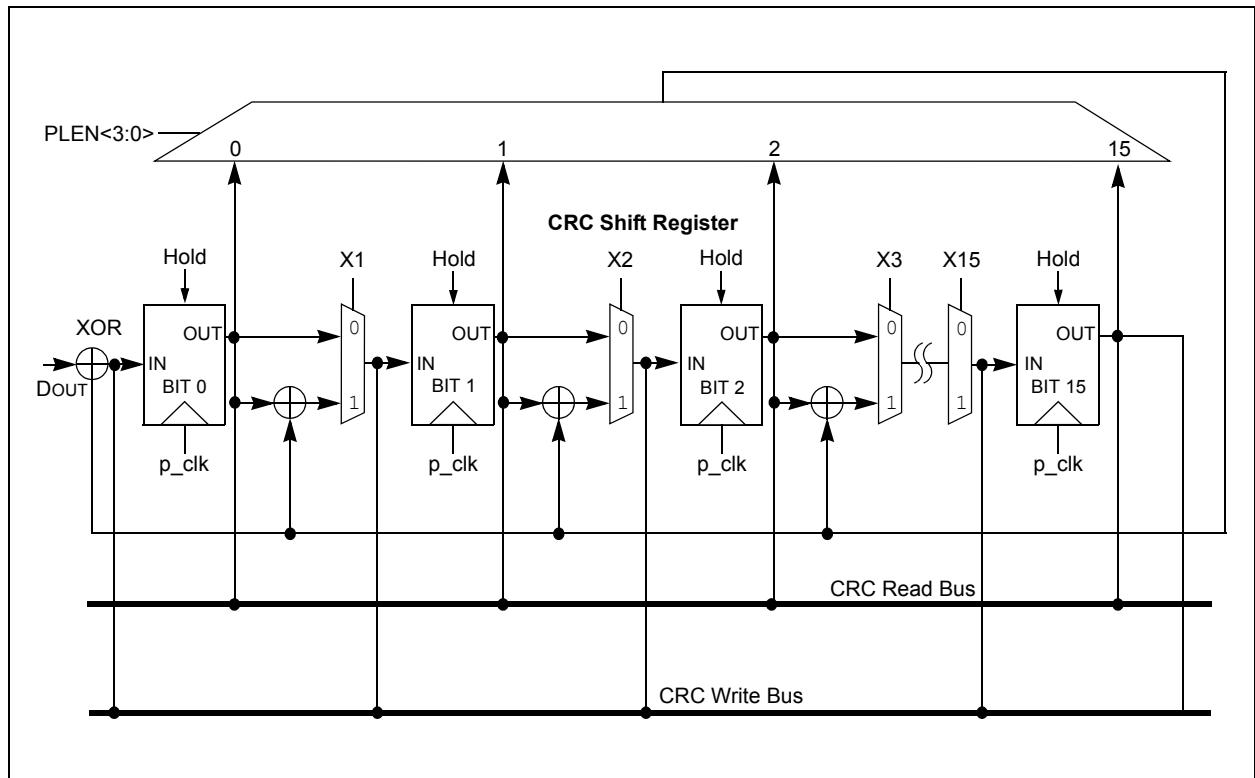 PLEN<3:0>
0
1
2
15
CRC Shift Register
Hold
X1
Hold
X2
Hold
X3
X15
Hold
XOR
DOUT
IN
OUT
BIT 0
p_clk
0
1
IN
OUT
BIT 1
p_clk
0
1
IN
OUT
BIT 2
p_clk
0
1
0
1
IN
OUT
BIT 15
p_clk
CRC Read Bus
CRC Write Bus